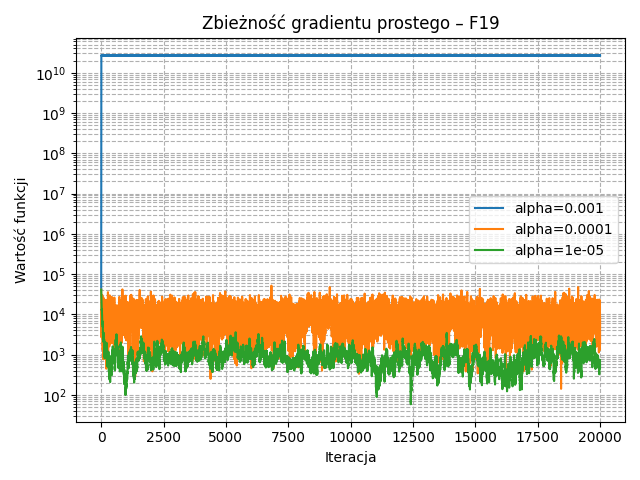 Zbieżność gradientu prostego – F19
Wartość funkcji
10^10
10^9
10^8
10^7
10^6
10^5
10^4
10^3
10^2
alpha=0.001
alpha=0.0001
alpha=1e-05
0 2500 5000 7500 10000 12500 15000 17500 20000
Iteracja